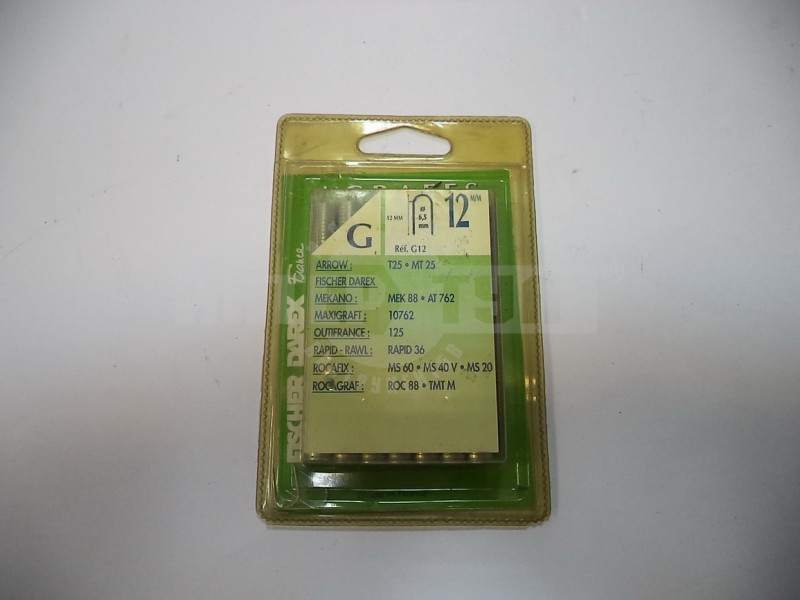 AGRAFES
G
12 MM
Ø
6,5
mm
12 M/M
Réf. G12
ARROW : T25 • MT 25
FISCHER DAREX
MEKANO : MEK 88 • AT 762
MAXIGRAFT : 10762
OUTIFRANCE : 125
RAPID - RAWL : RAPID 36
ROCAFIX : MS 60 • MS 40 V • MS 20
ROCAGRAF : ROC 88 • TMT M
FISCHER DAREX France